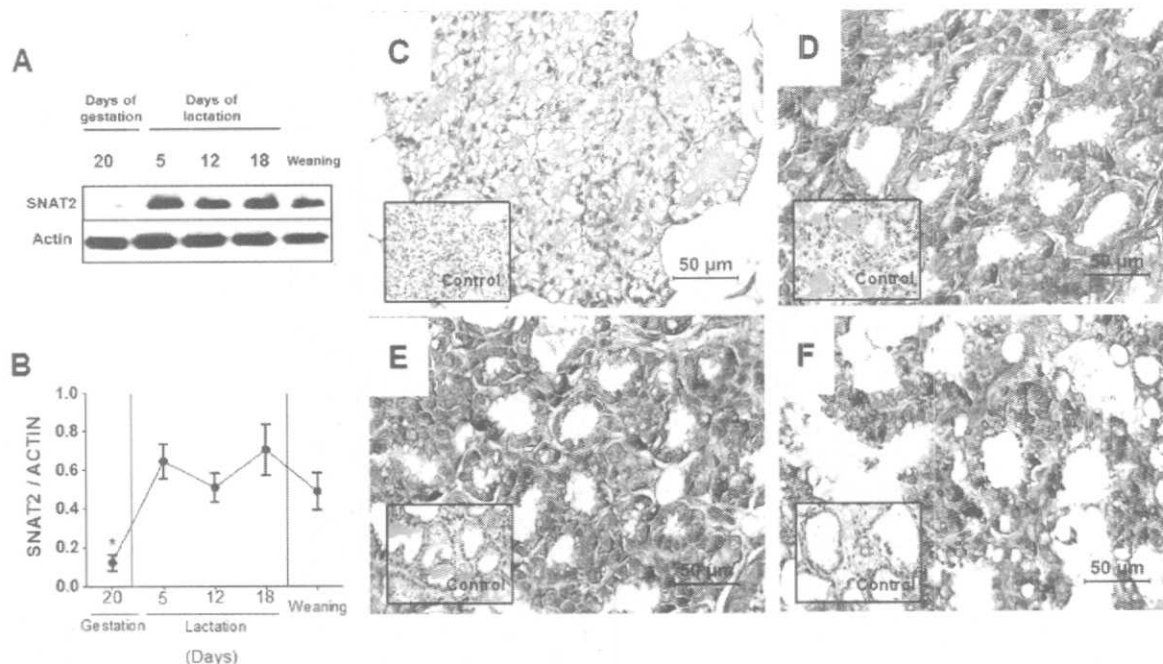 A
Days of gestation
Days of lactation
20 5 12 18 Weaning
SNAT2
Actin
B
SNAT2 / ACTIN
1.0
0.8
0.6
0.4
0.2
0.0
*
20 5 12 18 Weaning
Gestation Lactation
(Days)
C
Control
50 µm
D
Control
50 µm
E
Control
50 µm
F
Control
50 µm